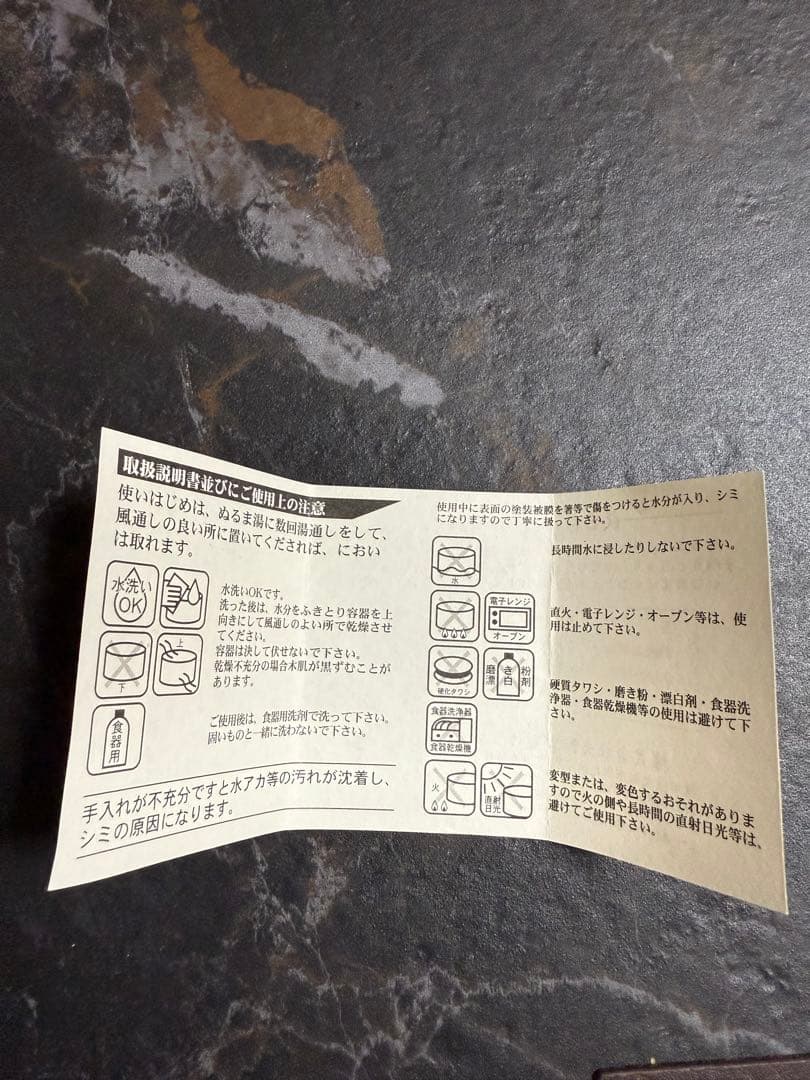 取扱説明書並びにご使用上の注意
使いはじめは、ぬるま湯に数回湯通しをして、
風通しの良い所に置いてくだされば、におい
は取れます。
水洗い
OK
水洗いOKです。
洗った後は、水分をふきとり容器を上
向きにして風通しのよい所で乾燥させ
てください。
容器は決して伏せないで下さい。
乾燥不充分の場合木肌が黒ずむことが
あります。
下
上
食器用
ご使用後は、食器用洗剤で洗って下さい。
固いものと一緒に洗わないで下さい。
手入れが不充分ですと水アカ等の汚れが沈着し、
シミの原因になります。
使用中に表面の塗装被膜を箸等で傷をつけると水分が入り、シミ
になりますので丁寧に扱って下さい。
水
長時間水に浸したりしないで下さい。
電子レンジ
オーブン
直火・電子レンジ・オーブン等は、使
用は止めて下さい。
硬化タワシ
磨き粉
漂白剤
硬質タワシ・磨き粉・漂白剤・食器洗
浄器・食器乾燥機等の使用は避けて下
さい。
食器洗浄器
食器乾燥機
火
直射
日光
変型または、変色するおそれがありま
すので火の側や長時間の直射日光等は、
避けてご使用下さい。